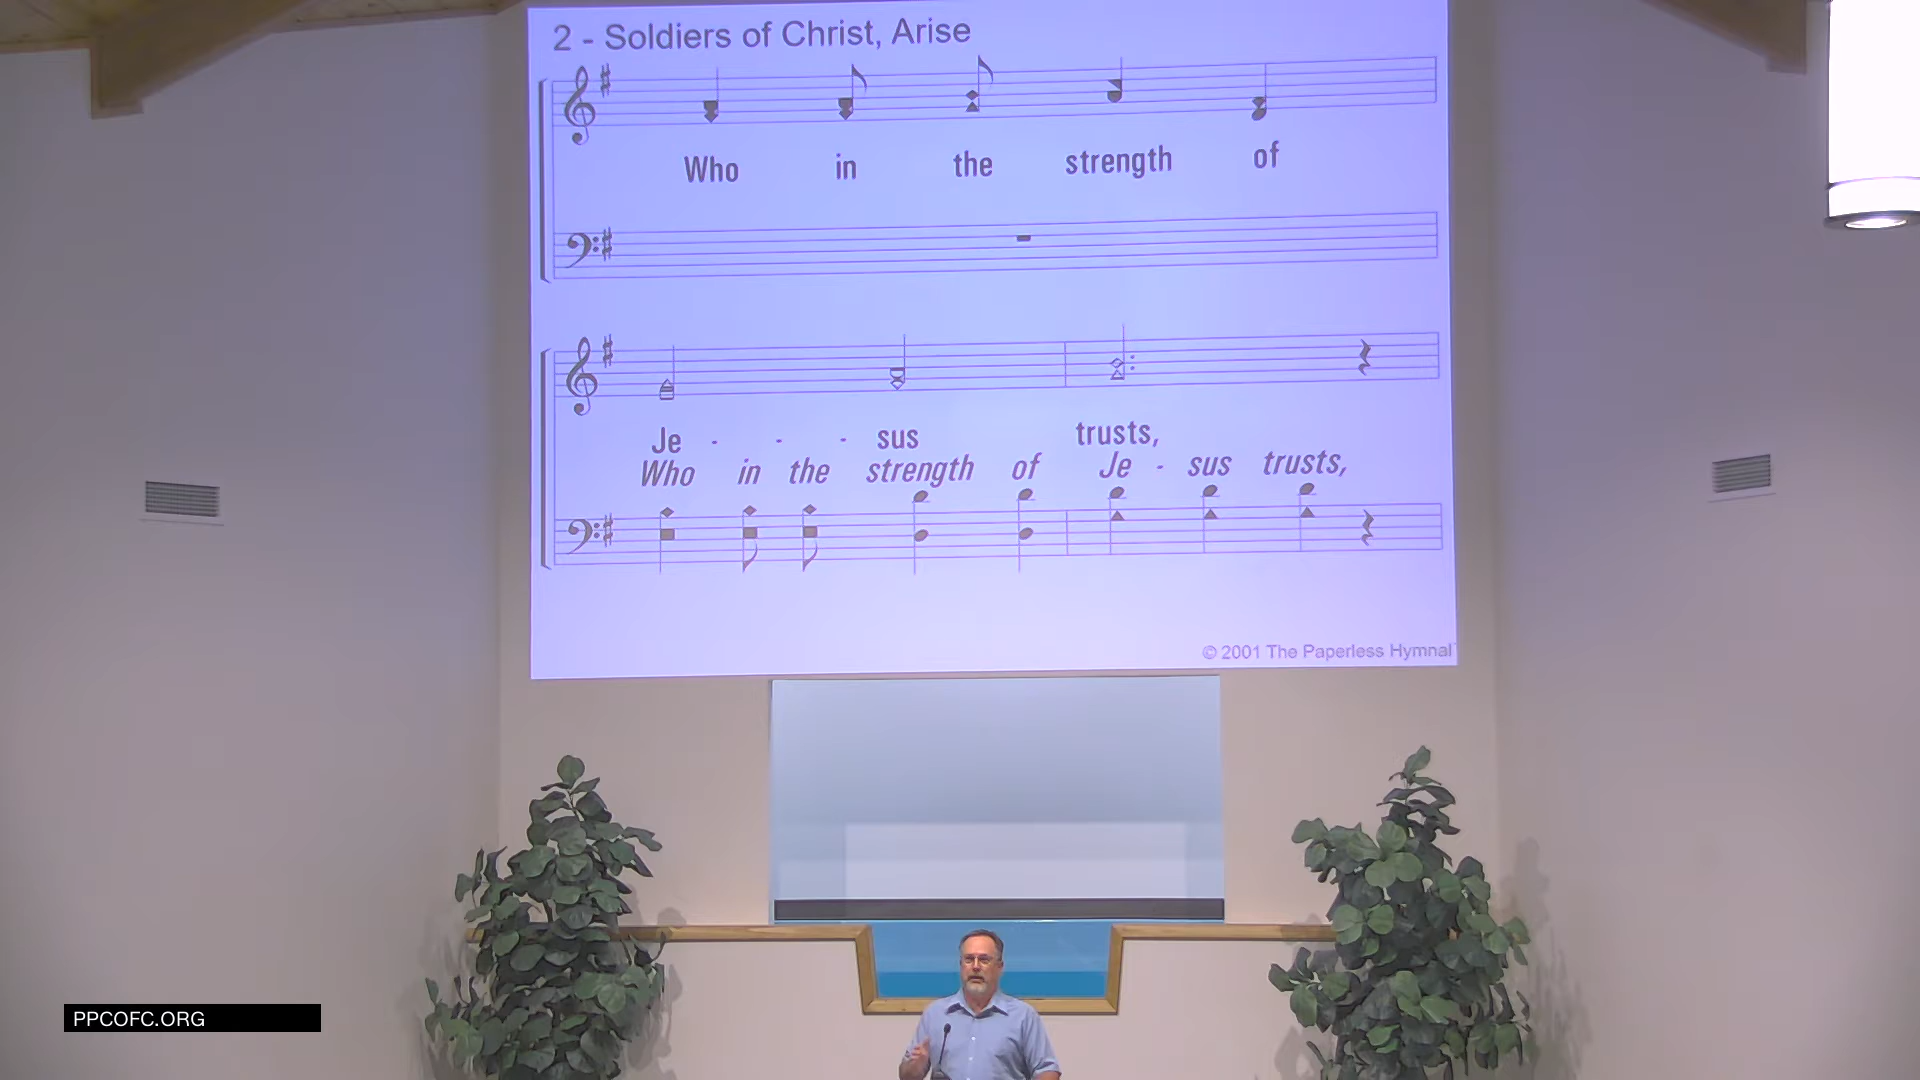 2 - Soldiers of Christ, Arise
Who in the strength of
Je - - - sus trusts,
Who in the strength of Je - sus trusts,
© 2001 The Paperless Hymnal
PPCOFC.ORG